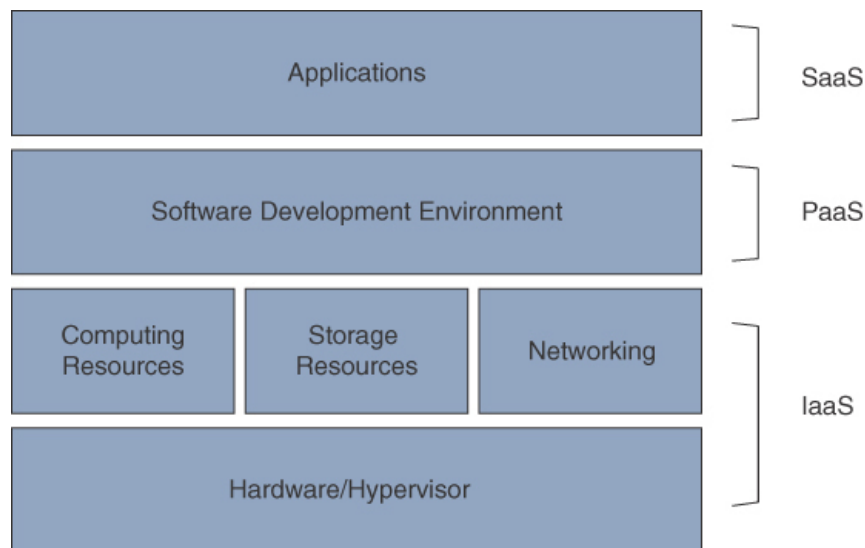 Applications
SaaS
Software Development Environment
PaaS
Computing
Resources
Storage
Resources
Networking
IaaS
Hardware/Hypervisor